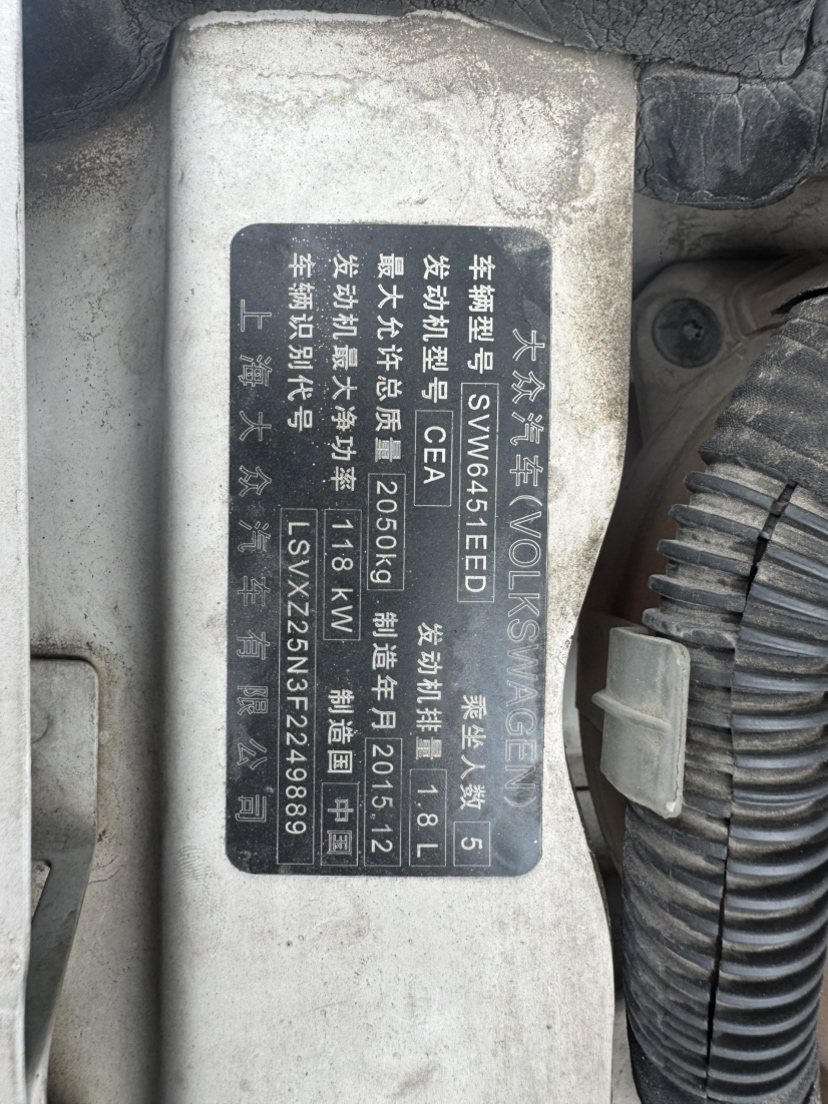 大众汽车(VOLKSWAGEN)
车辆型号 SVW6451EED 乘坐人数 5
发动机型号 CEA 发动机排量 1.8 L
最大允许总质量 2050kg 制造年月 2015.12
发动机最大净功率 118 kW 制造国 中国
车辆识别代号 LSVXZ25N3F2249889
上海大众汽车有限公司